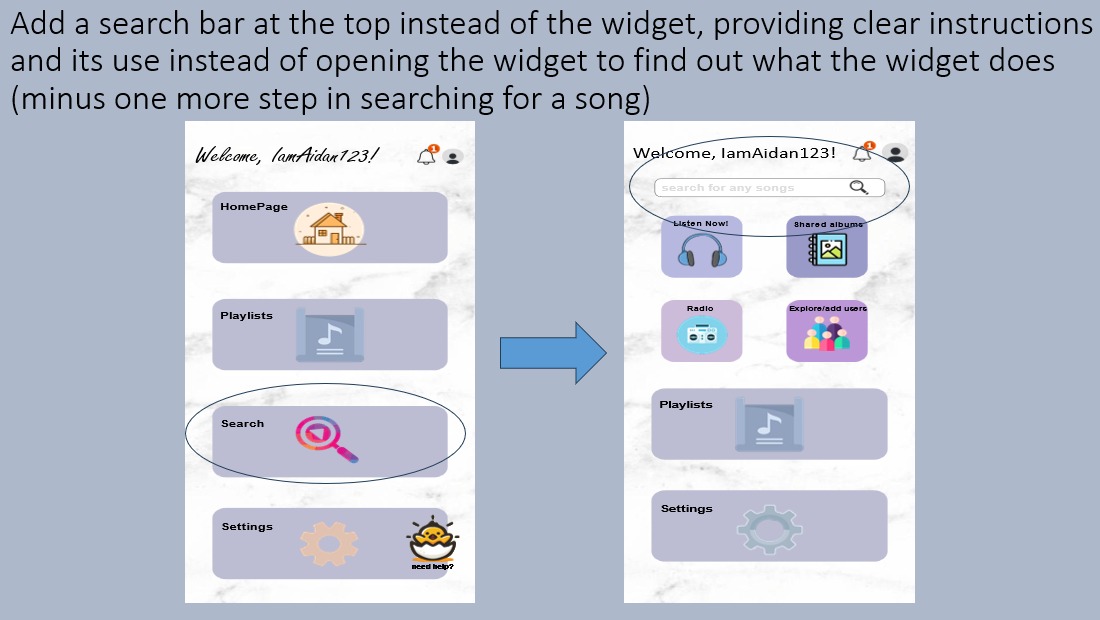 Add a search bar at the top instead of the widget, providing clear instructions
and its use instead of opening the widget to find out what the widget does
(minus one more step in searching for a song)
Welcome, IamAidan123!
1
HomePage
Playlists
Search
Settings
need help?
Welcome, IamAidan123!
1
search for any songs
Listen Now!
Shared albums
Radio
Explore/add users
Playlists
Settings